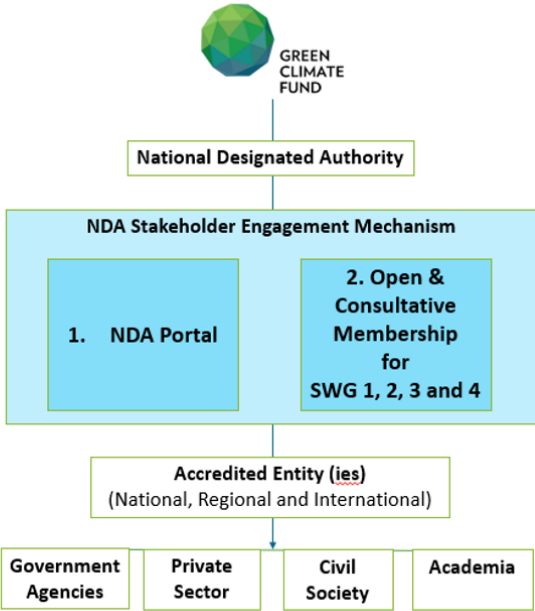 GREEN
CLIMATE
FUND
National Designated Authority
NDA Stakeholder Engagement Mechanism
1. NDA Portal
2. Open &
Consultative
Membership
for
SWG 1, 2, 3 and 4
Accredited Entity (ies)
(National, Regional and International)
Government
Agencies
Private
Sector
Civil
Society
Academia